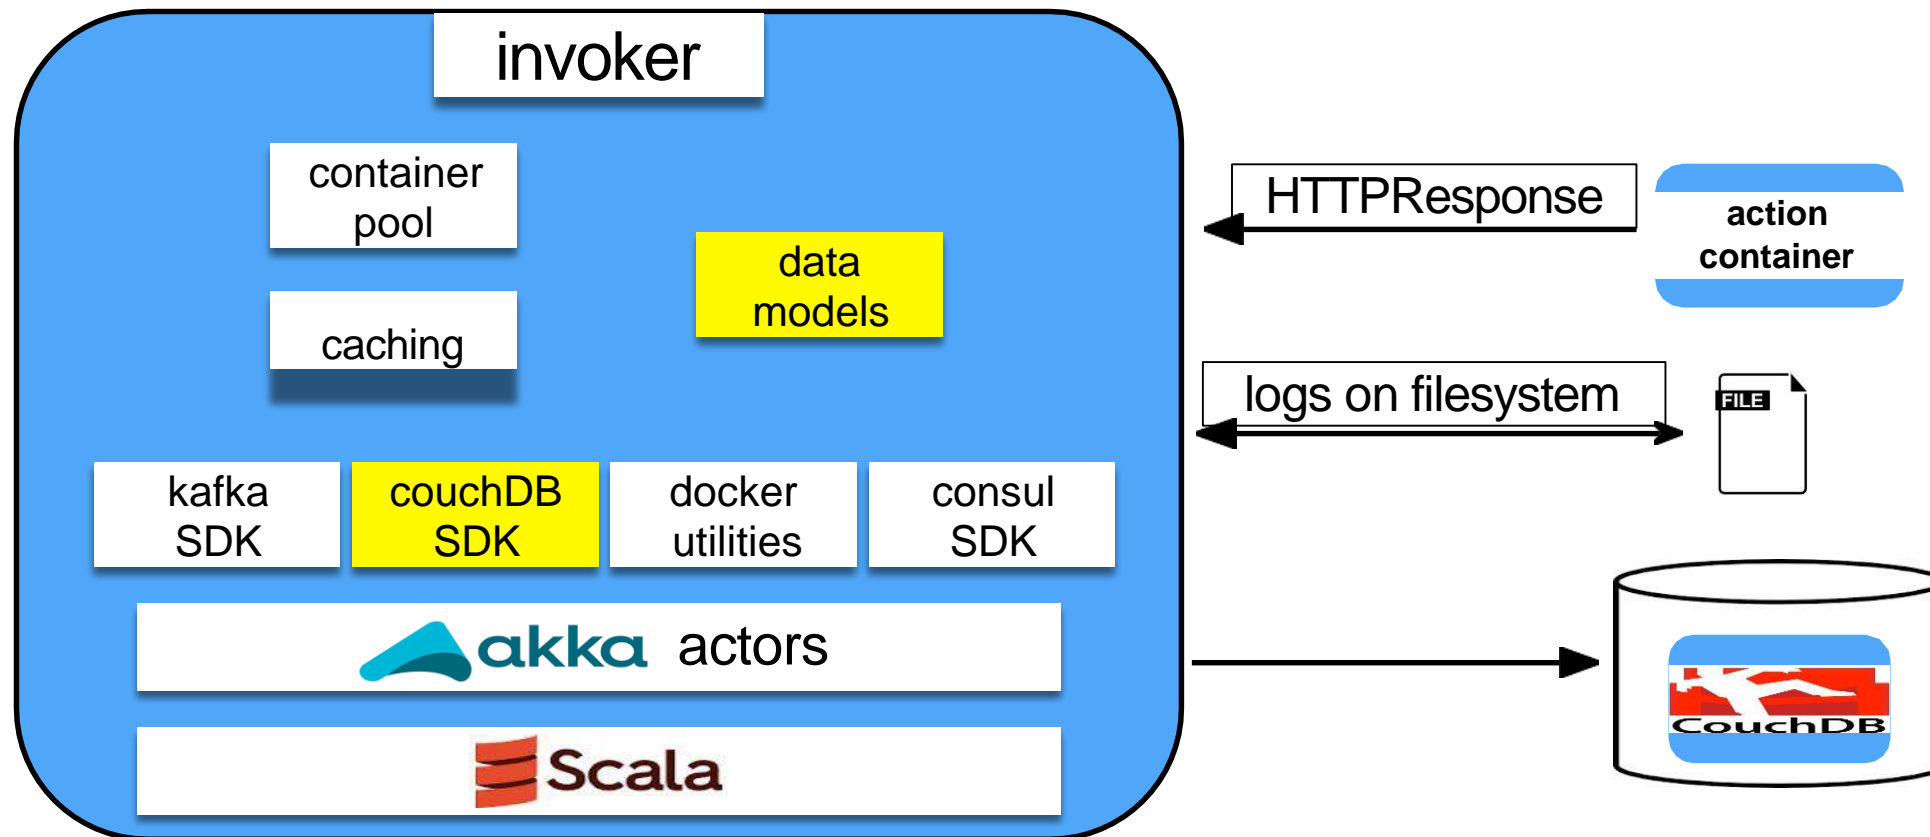 invoker
container
pool
caching
data
models
kafka
SDK
couchDB
SDK
docker
utilities
consul
SDK
akka actors
Scala
HTTPResponse
action
container
logs on filesystem
FILE
CouchDB